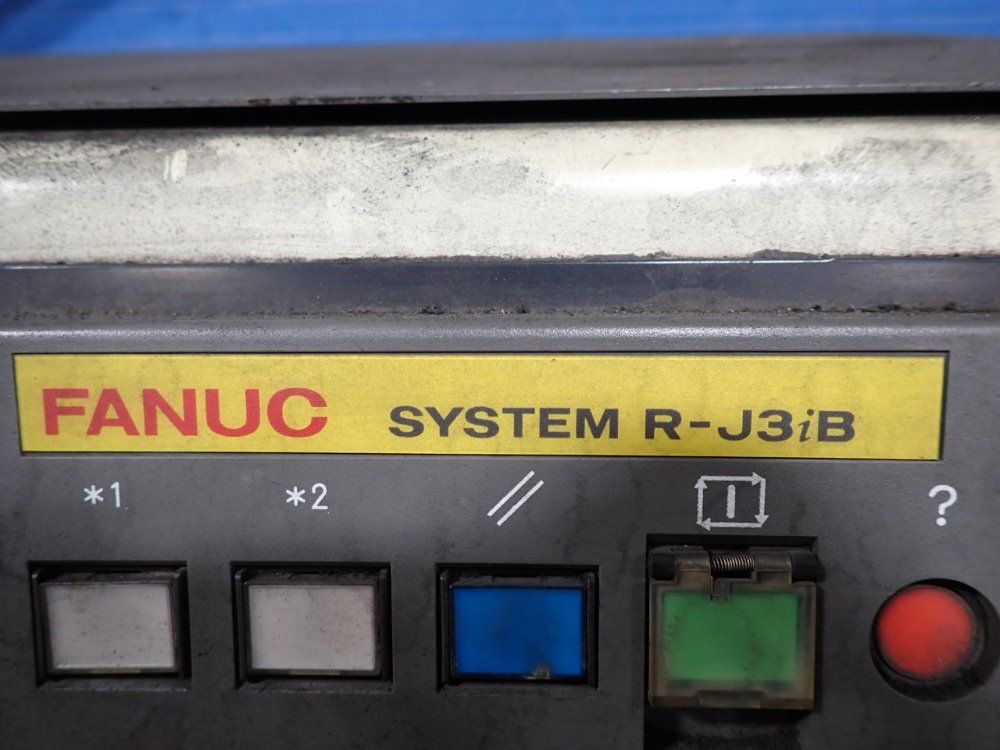 FANUC SYSTEM R-J3iB
*1 *2 // I ?